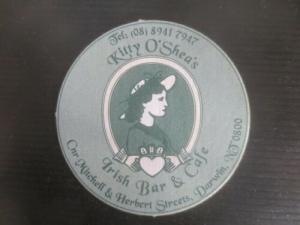 Tel: (08) 8941 7947
Kitty O'Shea's
Irish Bar & Cafe
Cnr Mitchell & Herbert Streets, Darwin, NT 0800